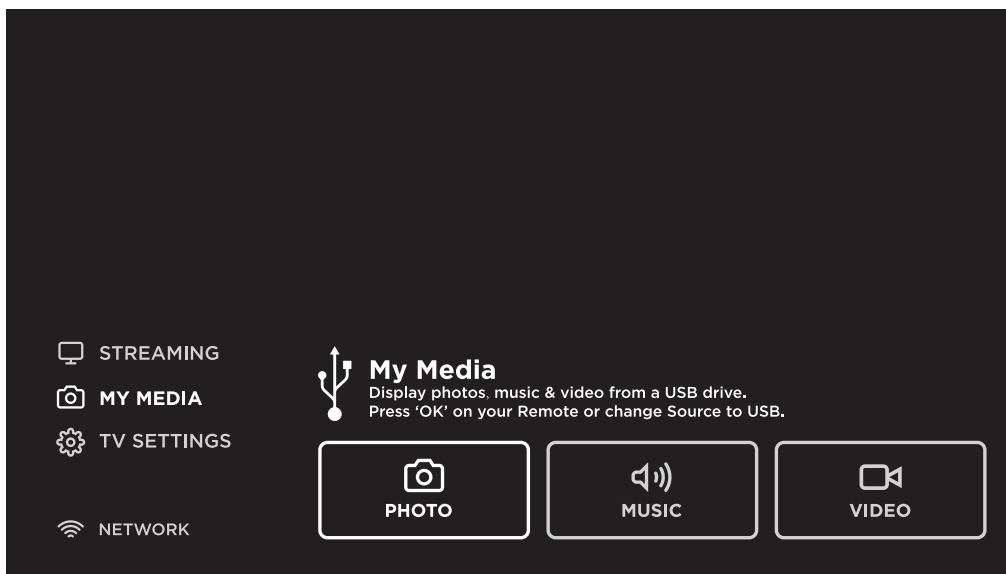 STREAMING
MY MEDIA
TV SETTINGS
NETWORK
My Media
Display photos, music & video from a USB drive.
Press ‘OK’ on your Remote or change Source to USB.
PHOTO
MUSIC
VIDEO